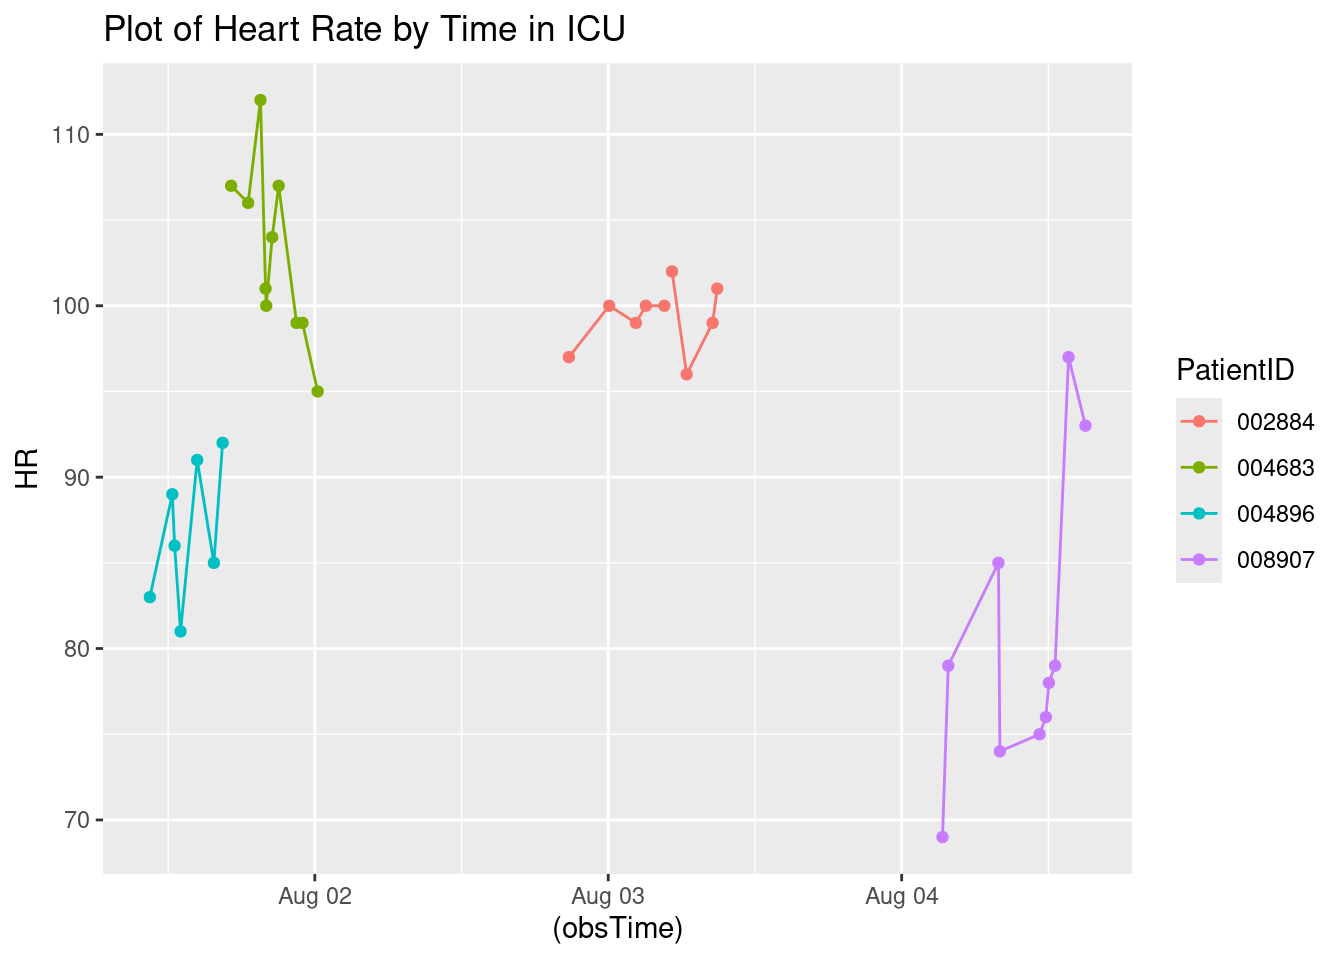 Plot of Heart Rate by Time in ICU
110
100
90
80
70
HR
Aug 02
Aug 03
Aug 04
(obsTime)
PatientID
002884
004683
004896
008907